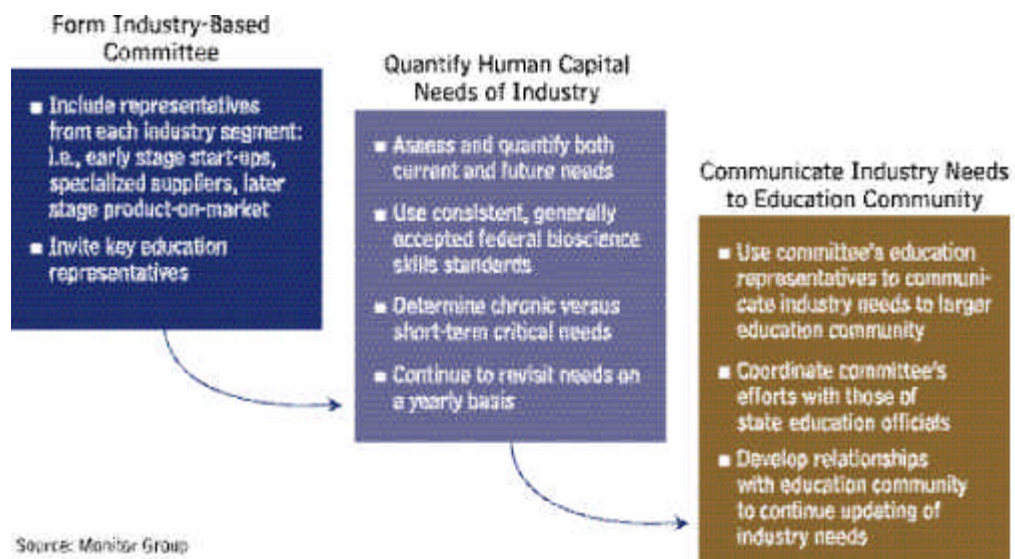 Form Industry-Based
Committee
■ Include representatives
from each industry segment:
i.e., early stage start-ups,
specialized suppliers, later
stage product-on-market
■ Invite key education
representatives
Quantify Human Capital
Needs of Industry
■ Assess and quantify both
current and future needs
■ Use consistent, generally
accepted federal bioscience
skills standards
■ Determine chronic versus
short-term critical needs
■ Continue to revisit needs on
a yearly basis
Communicate Industry Needs
to Education Community
■ Use committee's education
representatives to communi-
cate industry needs to larger
education community
■ Coordinate committee's
efforts with those of
state education officials
■ Develop relationships
with education community
to continue updating of
industry needs
Source: Monitor Group